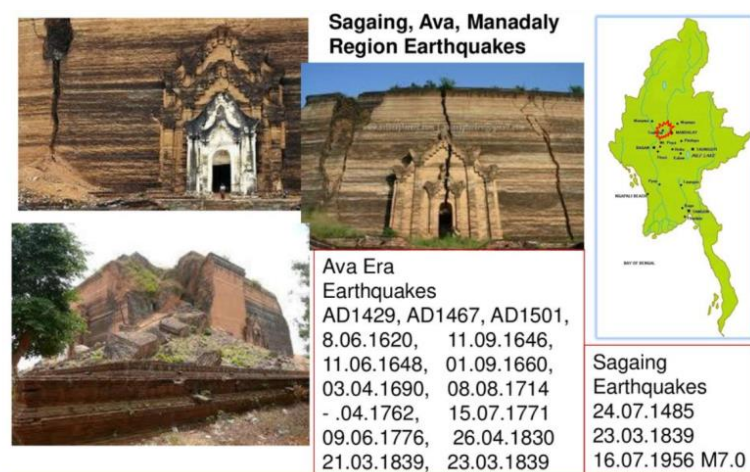 Sagaing, Ava, Manadaly
Region Earthquakes
Ava Era
Earthquakes
AD1429, AD1467, AD1501,
8.06.1620, 11.09.1646,
11.06.1648, 01.09.1660,
03.04.1690, 08.08.1714
- .04.1762, 15.07.1771
09.06.1776, 26.04.1830
21.03.1839, 23.03.1839
MANDALAY
BAGAN
INLE LAKE
BAY OF BENGAL
Sagaing
Earthquakes
24.07.1485
23.03.1839
16.07.1956 M7.0